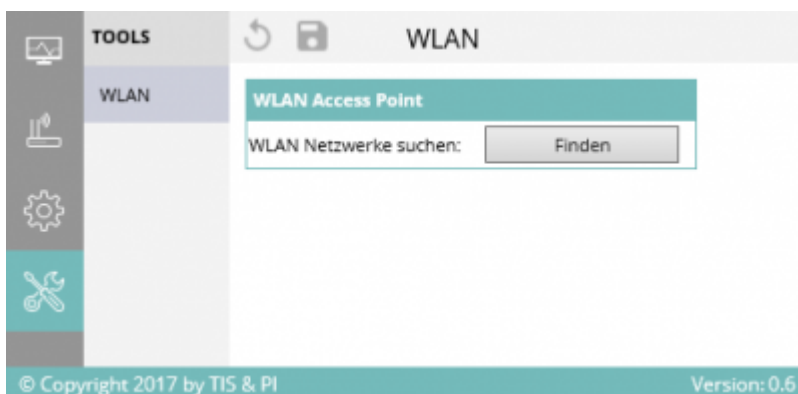 TOOLS
WLAN
WLAN
WLAN Access Point
WLAN Netzwerke suchen:
Finden
© Copyright 2017 by TIS & PI
Version: 0.6